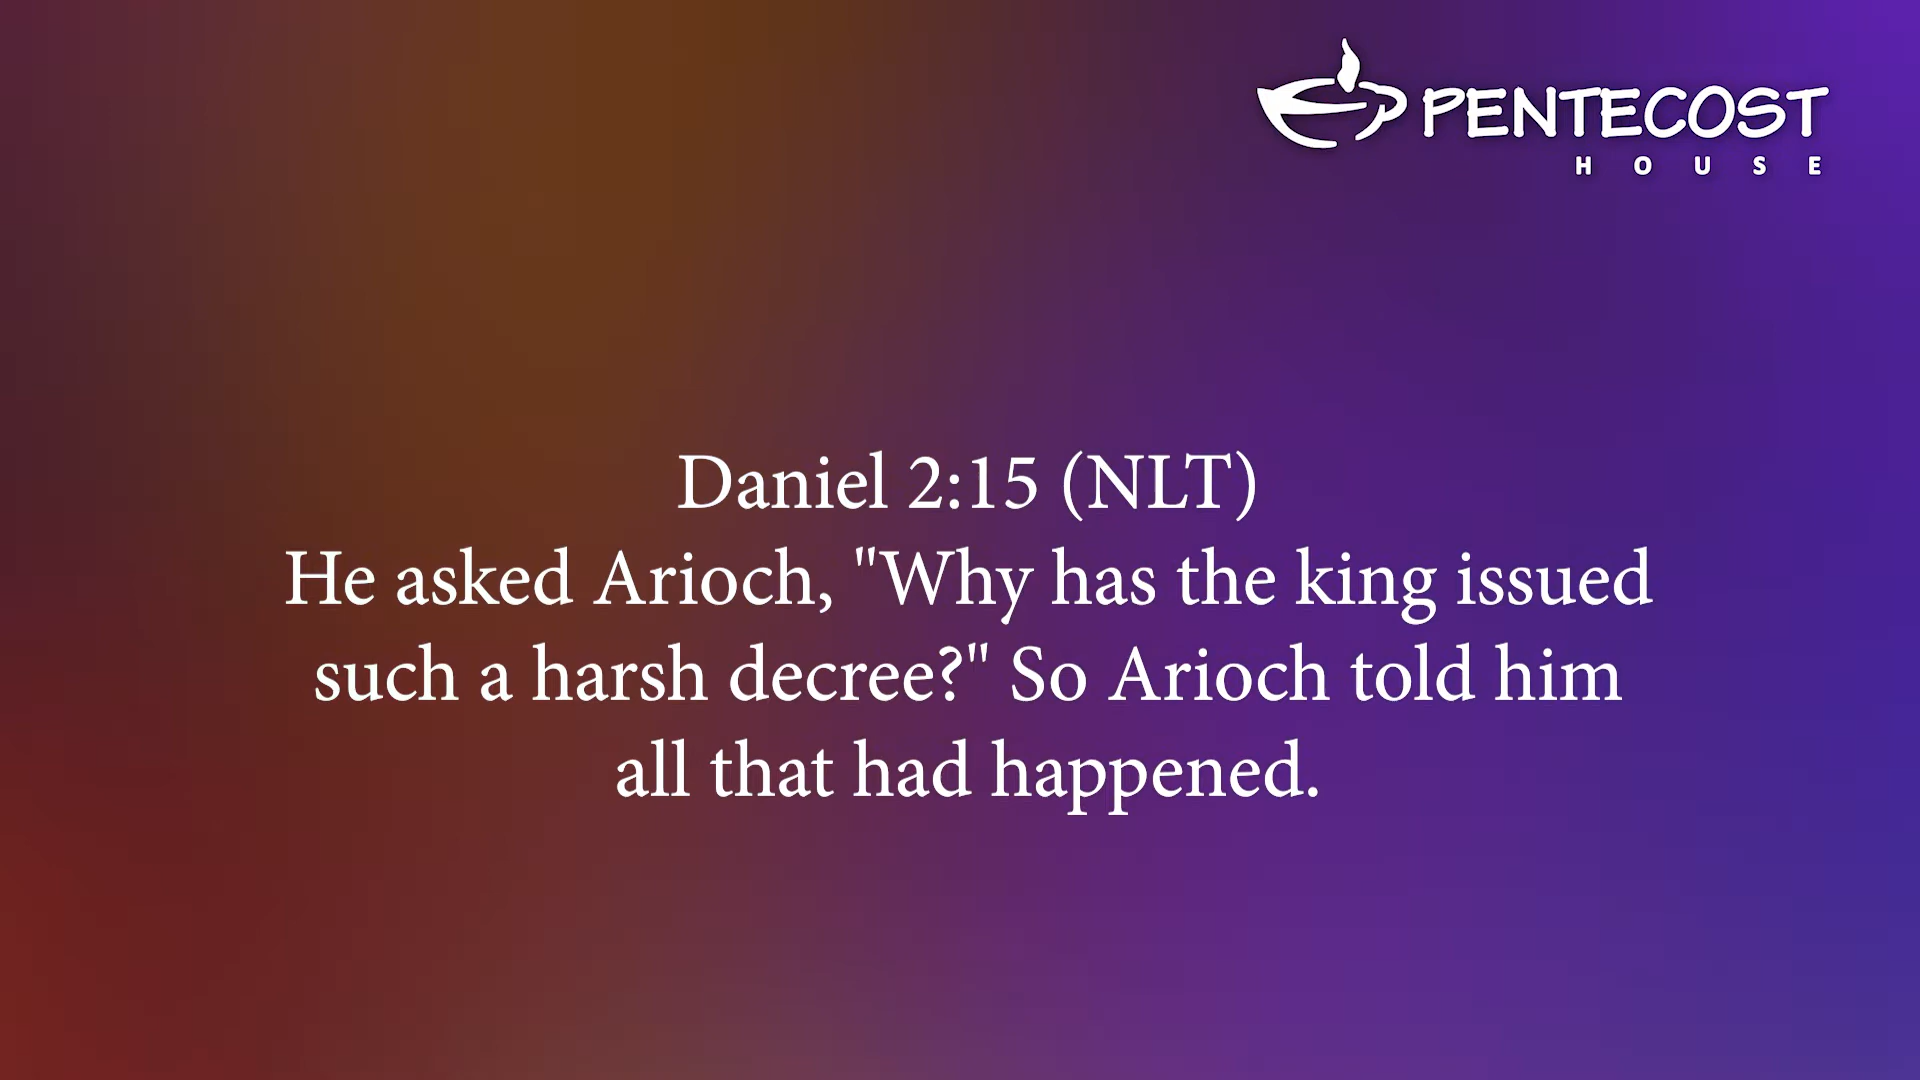 PENTECOST
HOUSE
Daniel 2:15 (NLT)
He asked Arioch, "Why has the king issued
such a harsh decree?" So Arioch told him
all that had happened.